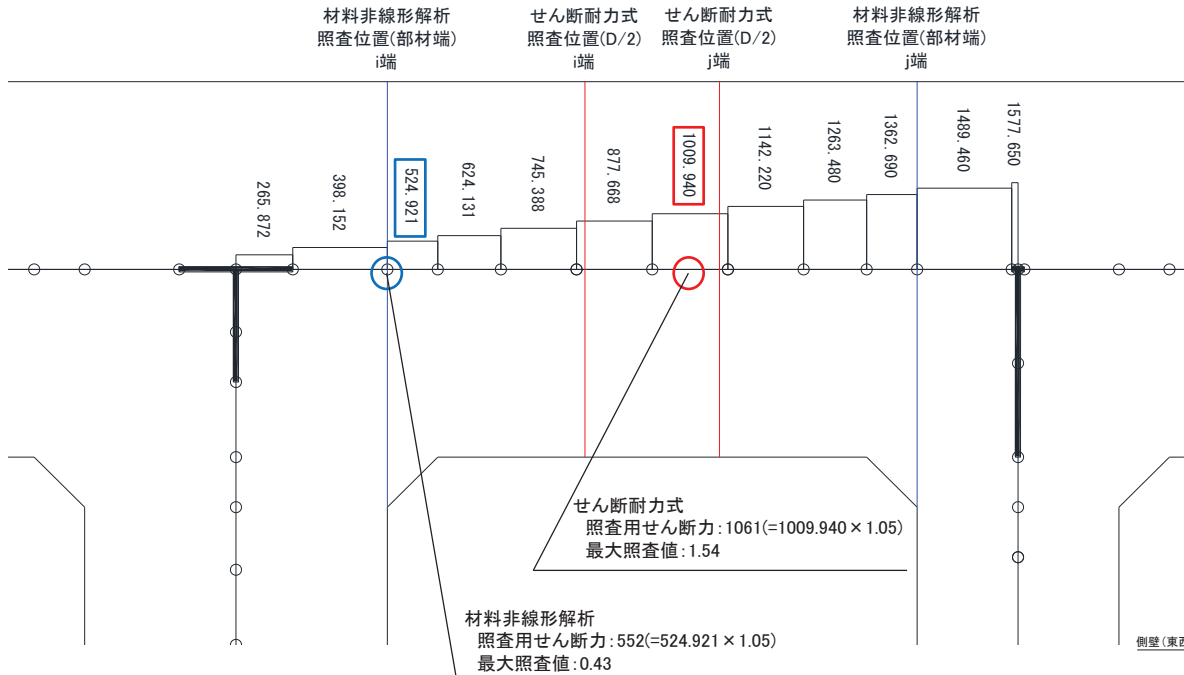 材料非線形解析
照査位置(部材端)
i端
せん断耐力式
照査位置(D/2)
i端
せん断耐力式
照査位置(D/2)
j端
材料非線形解析
照査位置(部材端)
j端
265.872
398.152
524.921
624.131
745.388
877.668
1009.940
1142.220
1263.480
1362.690
1489.460
1577.650
せん断耐力式
照査用せん断力:1061(=1009.940×1.05)
最大照査値:1.54
材料非線形解析
照査用せん断力:552(=524.921×1.05)
最大照査値:0.43
側壁(東西